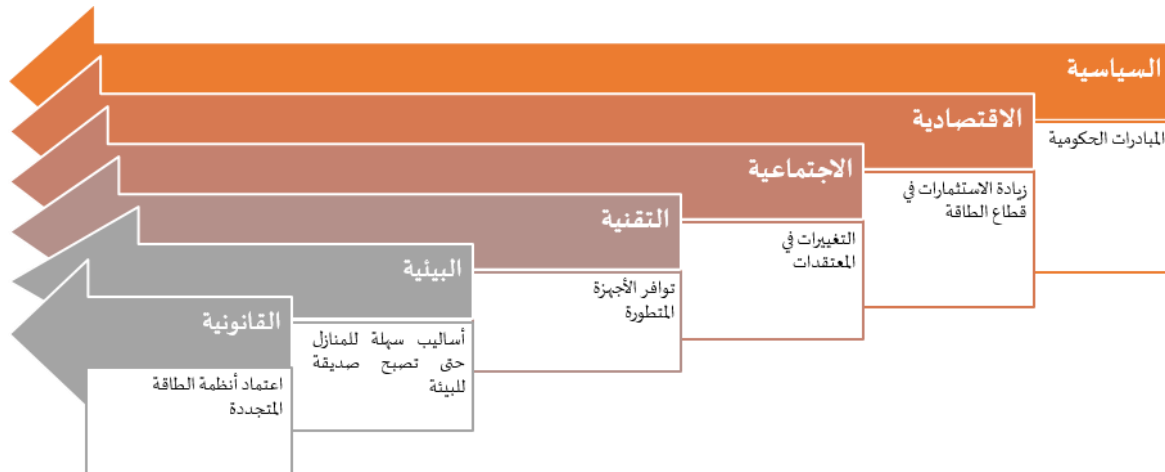 السياسية
المبادرات الحكومية
الاقتصادية
زيادة الاستثمارات في
قطاع الطاقة
الاجتماعية
التغييرات في
المعتقدات
التقنية
توافر الأجهزة
المتطورة
البيئية
أساليب سهلة للمنازل
حتى تصبح صديقة
للبيئة
القانونية
اعتماد أنظمة الطاقة
المتجددة